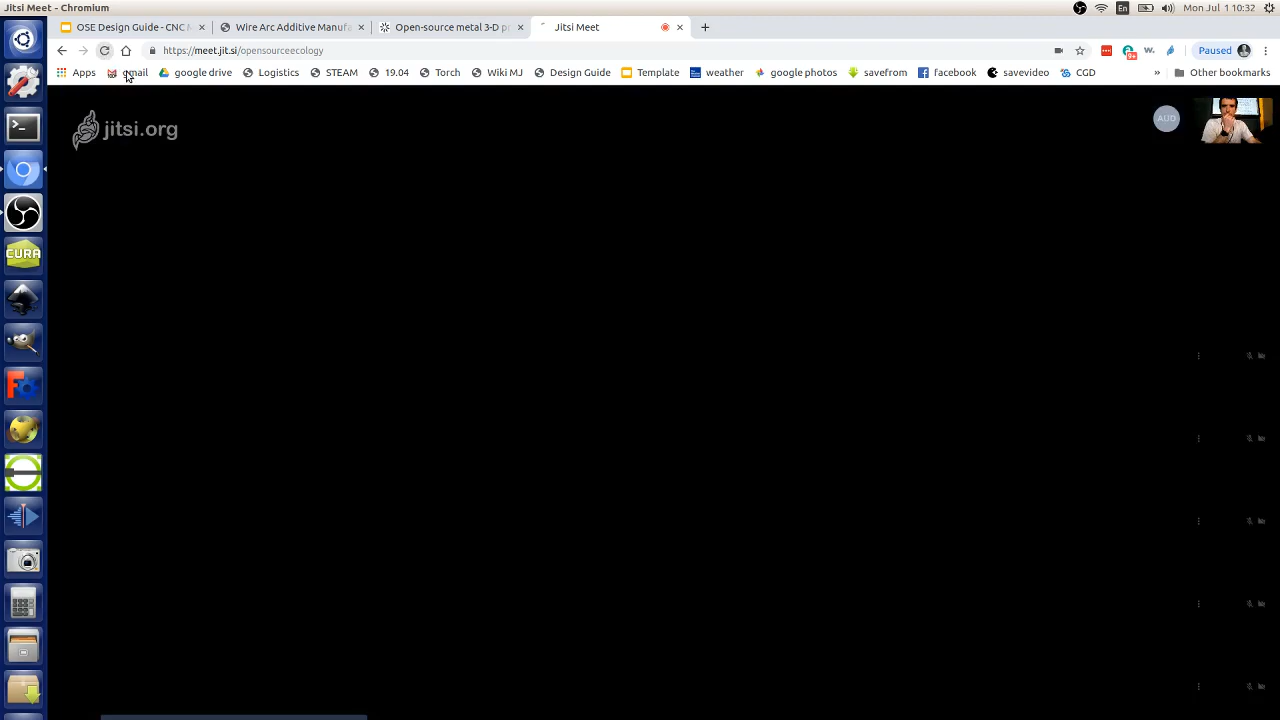 Jitsi Meet - Chromium
En
Mon Jul 1 10:32
OSE Design Guide - CNC M
Wire Arc Additive Manufa
Open-source metal 3-D p
Jitsi Meet
https://meet.jit.si/opensourceecology
Paused
Apps
gmail
google drive
Logistics
STEAM
19.04
Torch
Wiki MJ
Design Guide
Template
weather
google photos
savefrom
facebook
savevideo
CGD
»
Other bookmarks
jitsi.org
AUD
CURA